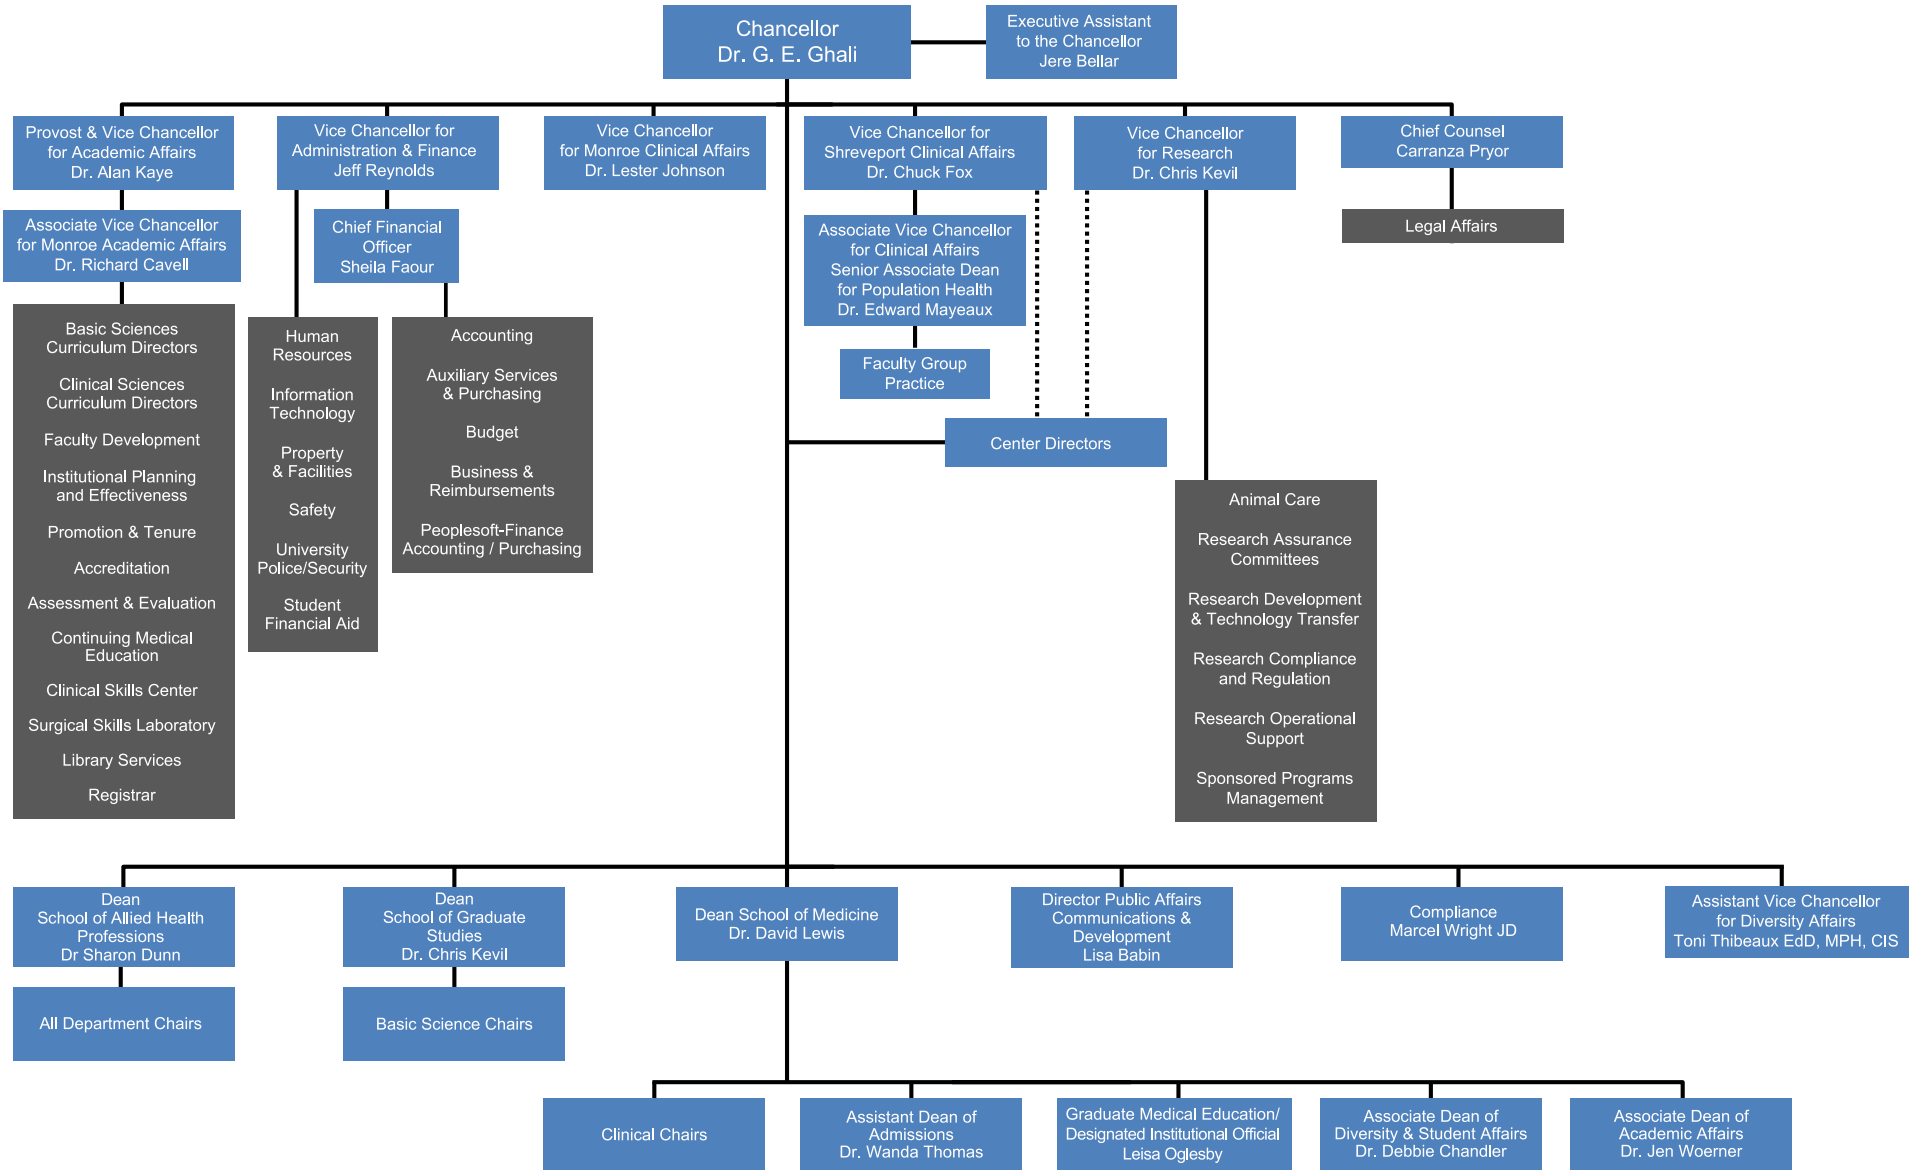 Chancellor
Dr. G. E. Ghali
Executive Assistant
to the Chancellor
Jere Bellar
Provost & Vice Chancellor
for Academic Affairs
Dr. Alan Kaye
Vice Chancellor for
Administration & Finance
Jeff Reynolds
Vice Chancellor
for Monroe Clinical Affairs
Dr. Lester Johnson
Vice Chancellor for
Shreveport Clinical Affairs
Dr. Chuck Fox
Vice Chancellor
for Research
Dr. Chris Kevil
Chief Counsel
Carranza Pryor
Associate Vice Chancellor
for Monroe Academic Affairs
Dr. Richard Cavell
Chief Financial
Officer
Sheila Faour
Associate Vice Chancellor
for Clinical Affairs
Senior Associate Dean
for Population Health
Dr. Edward Mayeaux
Legal Affairs
Basic Sciences
Curriculum Directors
Clinical Sciences
Curriculum Directors
Faculty Development
Institutional Planning
and Effectiveness
Promotion & Tenure
Accreditation
Assessment & Evaluation
Continuing Medical
Education
Clinical Skills Center
Surgical Skills Laboratory
Library Services
Registrar
Human
Resources
Information
Technology
Property
& Facilities
Safety
University
Police/Security
Student
Financial Aid
Accounting
Auxiliary Services
& Purchasing
Budget
Business &
Reimbursements
Peoplesoft-Finance
Accounting / Purchasing
Faculty Group
Practice
Center Directors
Animal Care
Research Assurance
Committees
Research Development
& Technology Transfer
Research Compliance
and Regulation
Research Operational
Support
Sponsored Programs
Management
Dean
School of Allied Health
Professions
Dr Sharon Dunn
Dean
School of Graduate
Studies
Dr. Chris Kevil
Dean School of Medicine
Dr. David Lewis
Director Public Affairs
Communications &
Development
Lisa Babin
Compliance
Marcel Wright JD
Assistant Vice Chancellor
for Diversity Affairs
Toni Thibeaux EdD, MPH, CIS
All Department Chairs
Basic Science Chairs
Clinical Chairs
Assistant Dean of
Admissions
Dr. Wanda Thomas
Graduate Medical Education/
Designated Institutional Official
Leisa Oglesby
Associate Dean of
Diversity & Student Affairs
Dr. Debbie Chandler
Associate Dean of
Academic Affairs
Dr. Jen Woerner